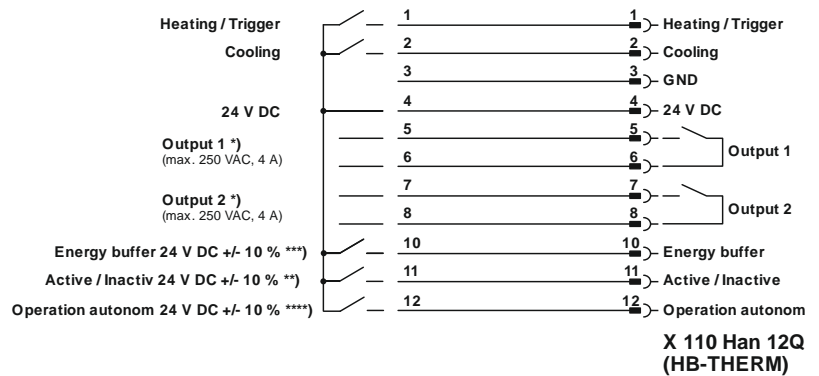 Heating / Trigger 1 1 Heating / Trigger
Cooling 2 2 Cooling
3 3 GND
24 V DC 4 4 24 V DC
Output 1 *) 5 5
(max. 250 VAC, 4 A) 6 6 Output 1
Output 2 *) 7 7
(max. 250 VAC, 4 A) 8 8 Output 2
Energy buffer 24 V DC +/- 10 % ***) 10 10 Energy buffer
Active / Inactiv 24 V DC +/- 10 % **) 11 11 Active / Inactive
Operation autonom 24 V DC +/- 10 % ****) 12 12 Operation autonom
X 110 Han 12Q
(HB-THERM)